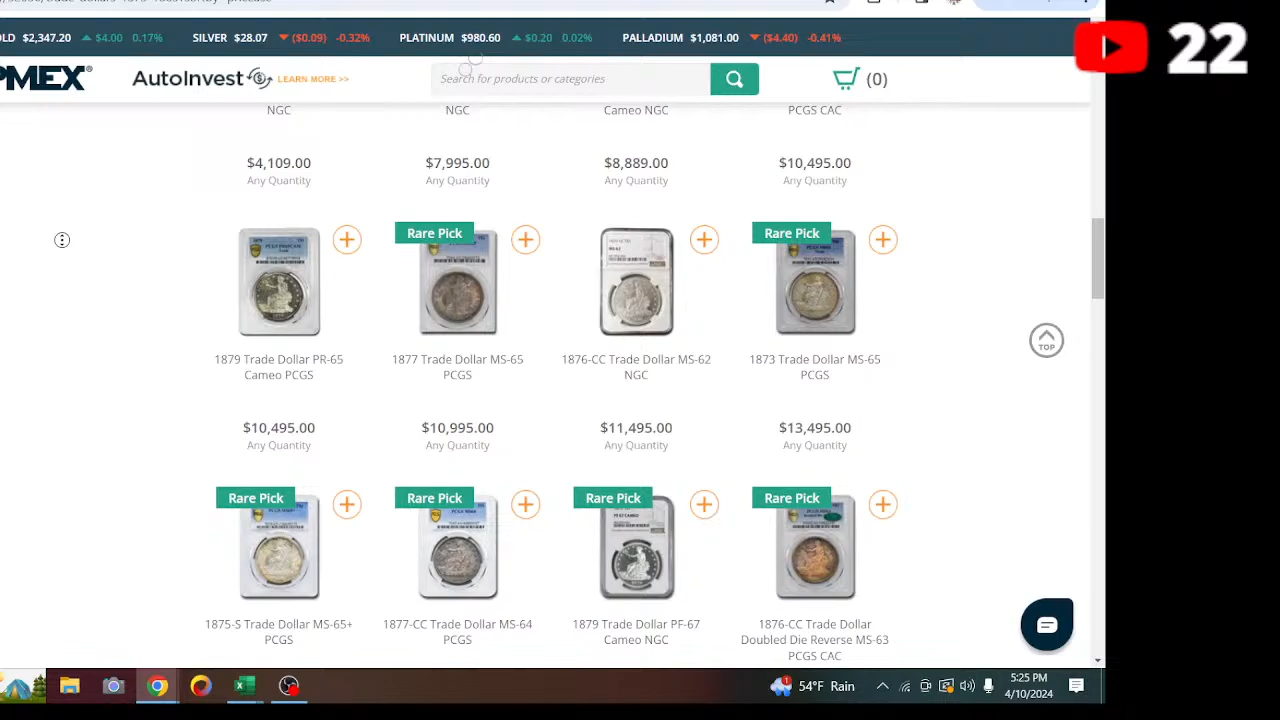 OLD $2,347.20 $4.00 0.17% SILVER $28.07 ($0.09) -0.32% PLATINUM $980.60 $0.20 0.02% PALLADIUM $1,081.00 ($4.40) -0.41%
22
PMEX® AutoInvest LEARN MORE >> Search for products or categories (0)
NGC NGC Cameo NGC PCGS CAC
$4,109.00 $7,995.00 $8,889.00 $10,495.00
Any Quantity Any Quantity Any Quantity Any Quantity
Rare Pick Rare Pick
TOP
1879 Trade Dollar PR-65 1877 Trade Dollar MS-65 1876-CC Trade Dollar MS-62 1873 Trade Dollar MS-65
Cameo PCGS PCGS NGC PCGS
$10,495.00 $10,995.00 $11,495.00 $13,495.00
Any Quantity Any Quantity Any Quantity Any Quantity
Rare Pick Rare Pick Rare Pick Rare Pick
1875-S Trade Dollar MS-65+ 1877-CC Trade Dollar MS-64 1879 Trade Dollar PF-67 1876-CC Trade Dollar
PCGS PCGS Cameo NGC Doubled Die Reverse MS-63
PCGS CAC
1 54°F Rain 5:25 PM
4/10/2024